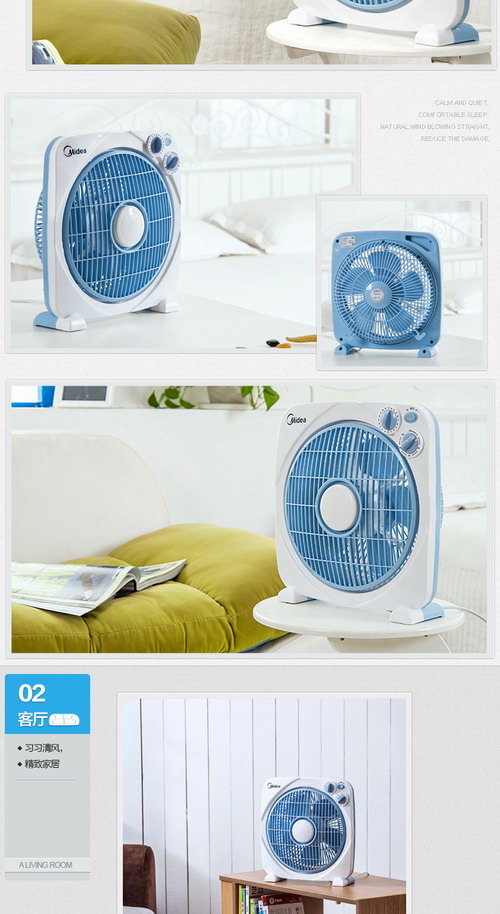 CALM AND QUIET,
COMFORTABLE SLEEP.
NATURAL WIND BLOWING STRAIGHT,
REDUCE THE DAMAGE,
Midea
Midea
02
客厅
◆ 习习清风，
◆ 精致家居
A LIVING ROOM
Midea